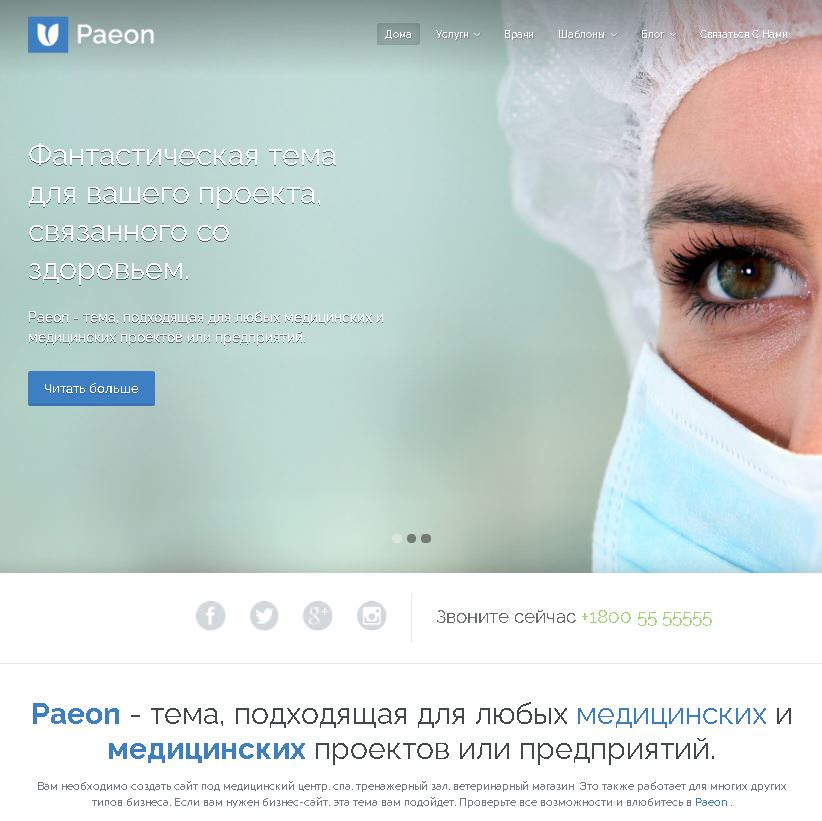 Paeon
Дома Услуги Врачи Шаблоны Блог Связаться С Нами
Фантастическая тема
для вашего проекта,
связанного со
здоровьем.
Paeon - тема, подходящая для любых медицинских и
медицинских проектов или предприятий.
Читать больше
Звоните сейчас +1800 55 55555
Paeon - тема, подходящая для любых медицинских и
медицинских проектов или предприятий.
Вам необходимо создать сайт под медицинский центр, спа, тренажерный зал, ветеринарный магазин. Это также работает для многих других
типов бизнеса. Если вам нужен бизнес-сайт, эта тема вам подойдет. Проверьте все возможности и влюбитесь в Paeon .